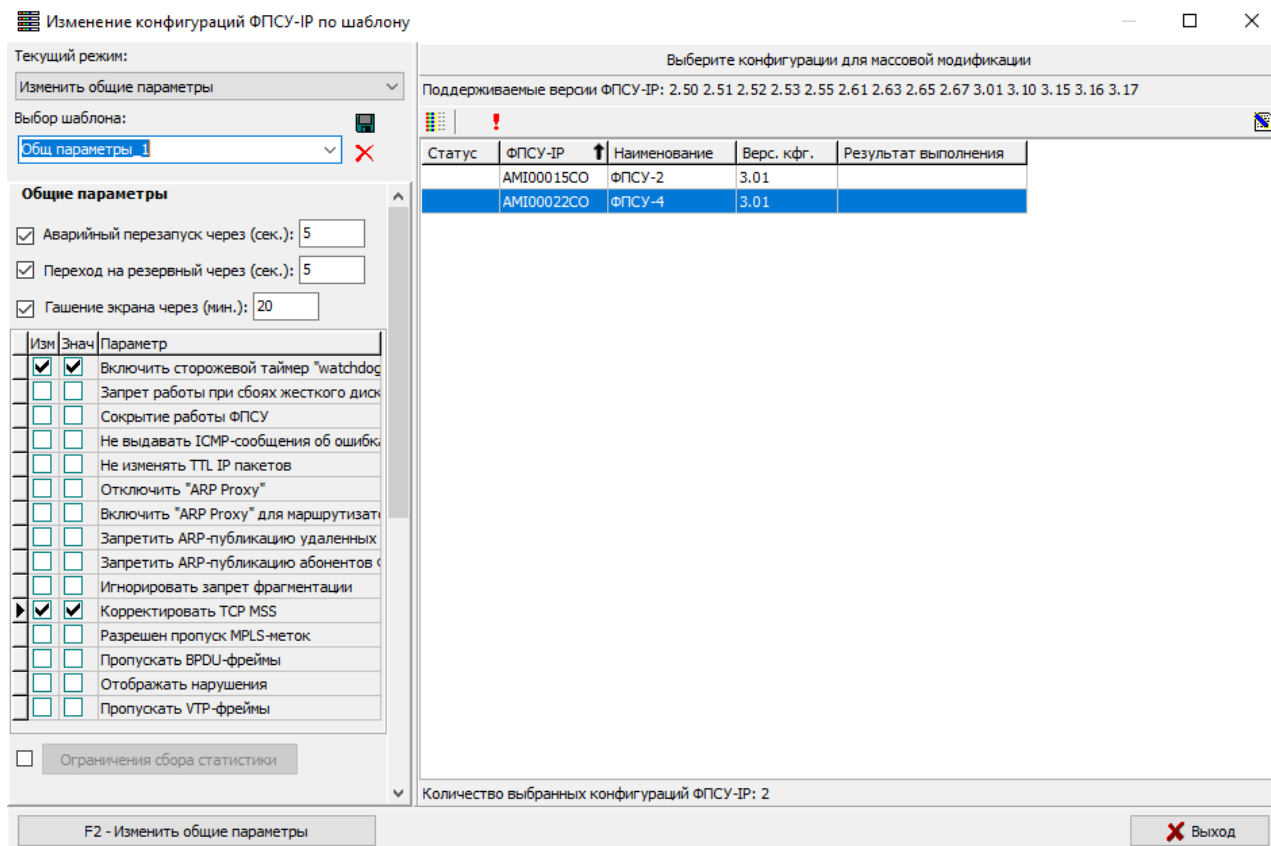 Изменение конфигураций ФПСУ-IP по шаблону
Текущий режим:
Изменить общие параметры
Выбор шаблона:
Общ параметры_1
Общие параметры
Аварийный перезапуск через (сек.): 5
Переход на резервный через (сек.): 5
Гашение экрана через (мин.): 20
Изм Знач Параметр
Включить сторожевой таймер "watchdog
Запрет работы при сбоях жесткого диск
Сокрытие работы ФПСУ
Не выдавать ICMP-сообщения об ошибка
Не изменять TTL IP пакетов
Отключить "ARP Proxy"
Включить "ARP Proxy" для маршрутизато
Запретить ARP-публикацию удаленных
Запретить ARP-публикацию абонентов
Игнорировать запрет фрагментации
Корректировать TCP MSS
Разрешен пропуск MPLS-меток
Пропускать BPDU-фреймы
Отображать нарушения
Пропускать VTP-фреймы
Ограничения сбора статистики
F2 - Изменить общие параметры
Выберите конфигурации для массовой модификации
Поддерживаемые версии ФПСУ-IP: 2.50 2.51 2.52 2.53 2.55 2.61 2.63 2.65 2.67 3.01 3.10 3.15 3.16 3.17
Статус ФПСУ-IP Наименование Верс. кфг. Результат выполнения
AMI00015CO ФПСУ-2 3.01
AMI00022CO ФПСУ-4 3.01
Количество выбранных конфигураций ФПСУ-IP: 2
Выход